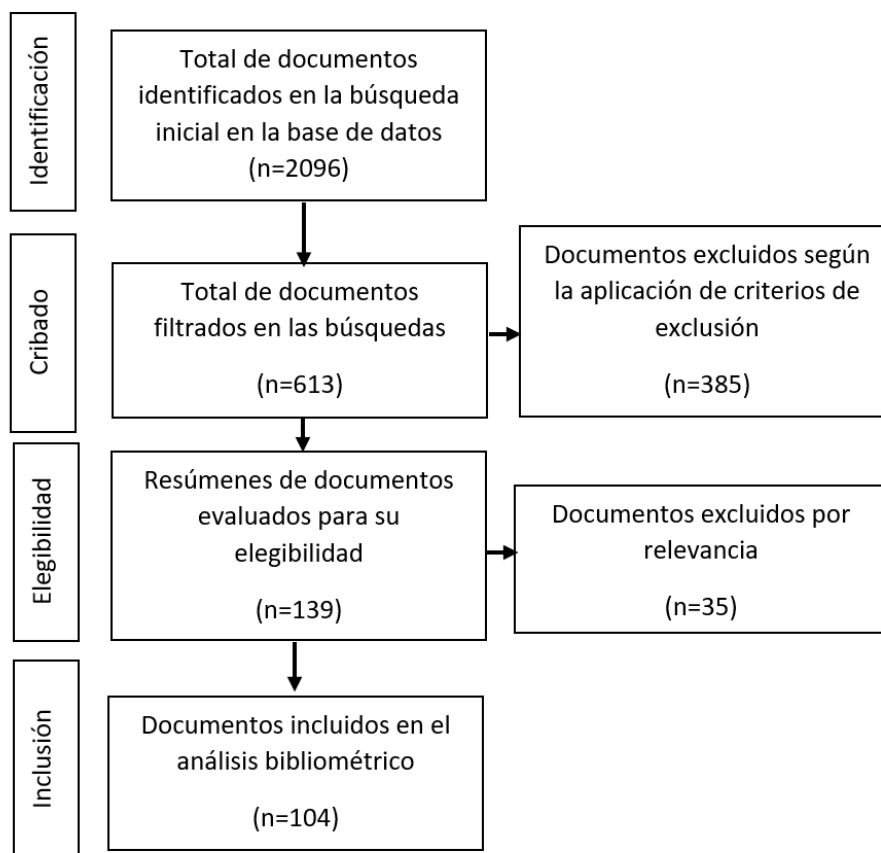 Identificación
Total de documentos
identificados en la búsqueda
inicial en la base de datos
(n=2096)
Cribado
Total de documentos
filtrados en las búsquedas
(n=613)
Documentos excluidos según
la aplicación de criterios de
exclusión
(n=385)
Elegibilidad
Resúmenes de documentos
evaluados para su
elegibilidad
(n=139)
Documentos excluidos por
relevancia
(n=35)
Inclusión
Documentos incluidos en el
análisis bibliométrico
(n=104)